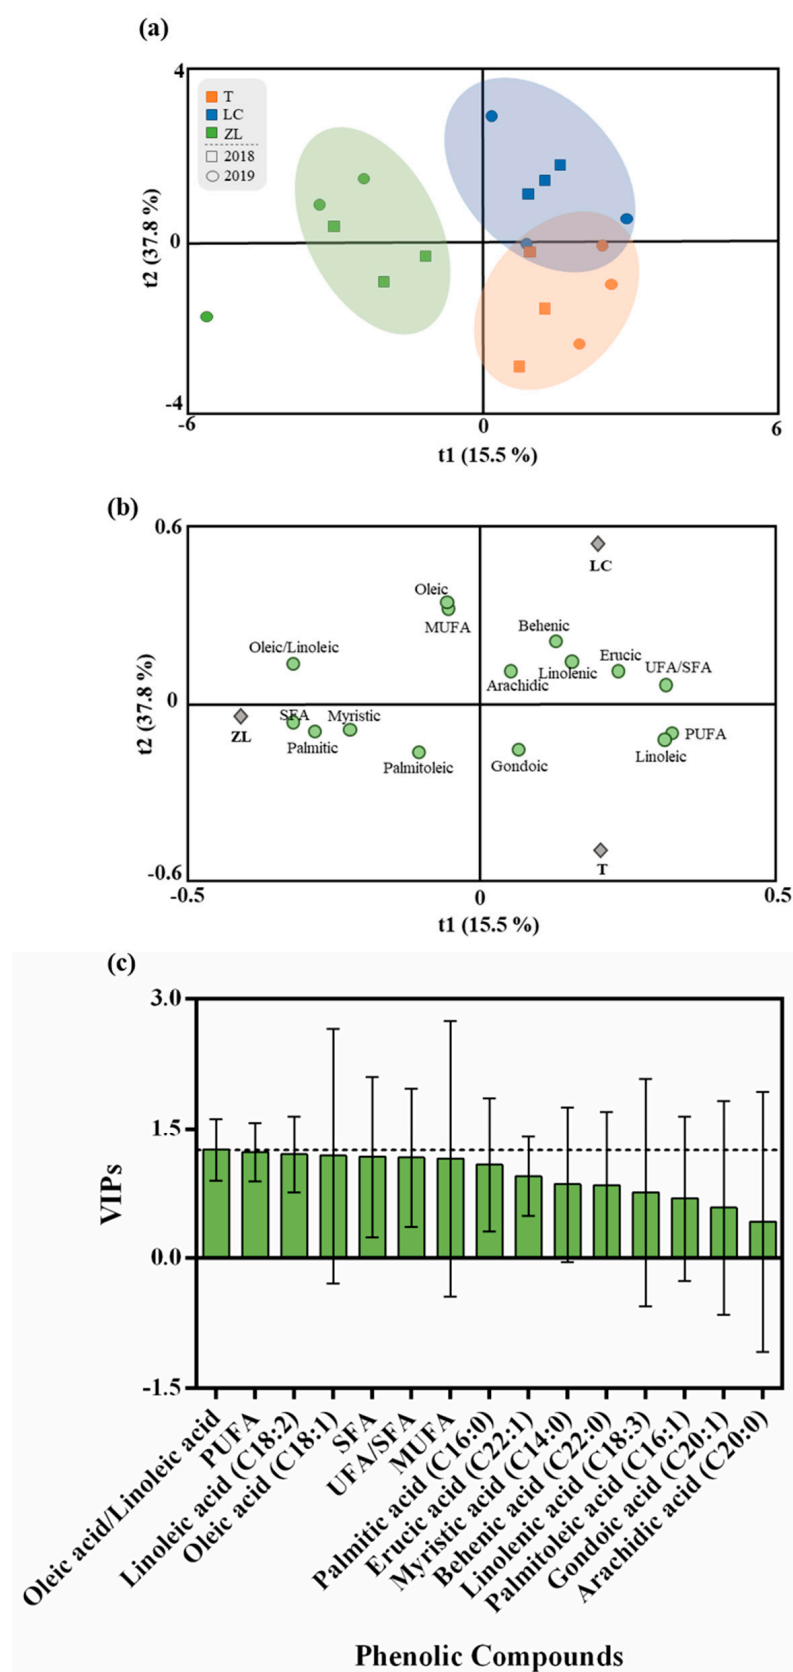 (a)
4
T
LC
ZL
2018
2019
t2 (37.8 %)
0
-4
-6
0
6
t1 (15.5 %)
(b)
0.6
LC
Oleic
MUFA
Behenic
Oleic/Linoleic
Erucic
UFA/SFA
Linolenic
Arachidic
t2 (37.8 %)
0
SFA
Myristic
ZL
Palmitic
PUFA
Linoleic
Palmitoleic
Gondoic
T
-0.6
-0.5
0
0.5
t1 (15.5 %)
(c)
3.0
1.5
VIPs
0.0
-1.5
Oleic acid/Linoleic acid
PUFA
Linoleic acid (C18:2)
Oleic acid (C18:1)
SFA
UFA/SFA
MUFA
Palmitic acid (C16:0)
Erucic acid (C22:1)
Myristic acid (C14:0)
Behenic acid (C22:0)
Linolenic acid (C18:3)
Palmitoleic acid (C16:1)
Gondoic acid (C20:1)
Arachidic acid (C20:0)
Phenolic Compounds